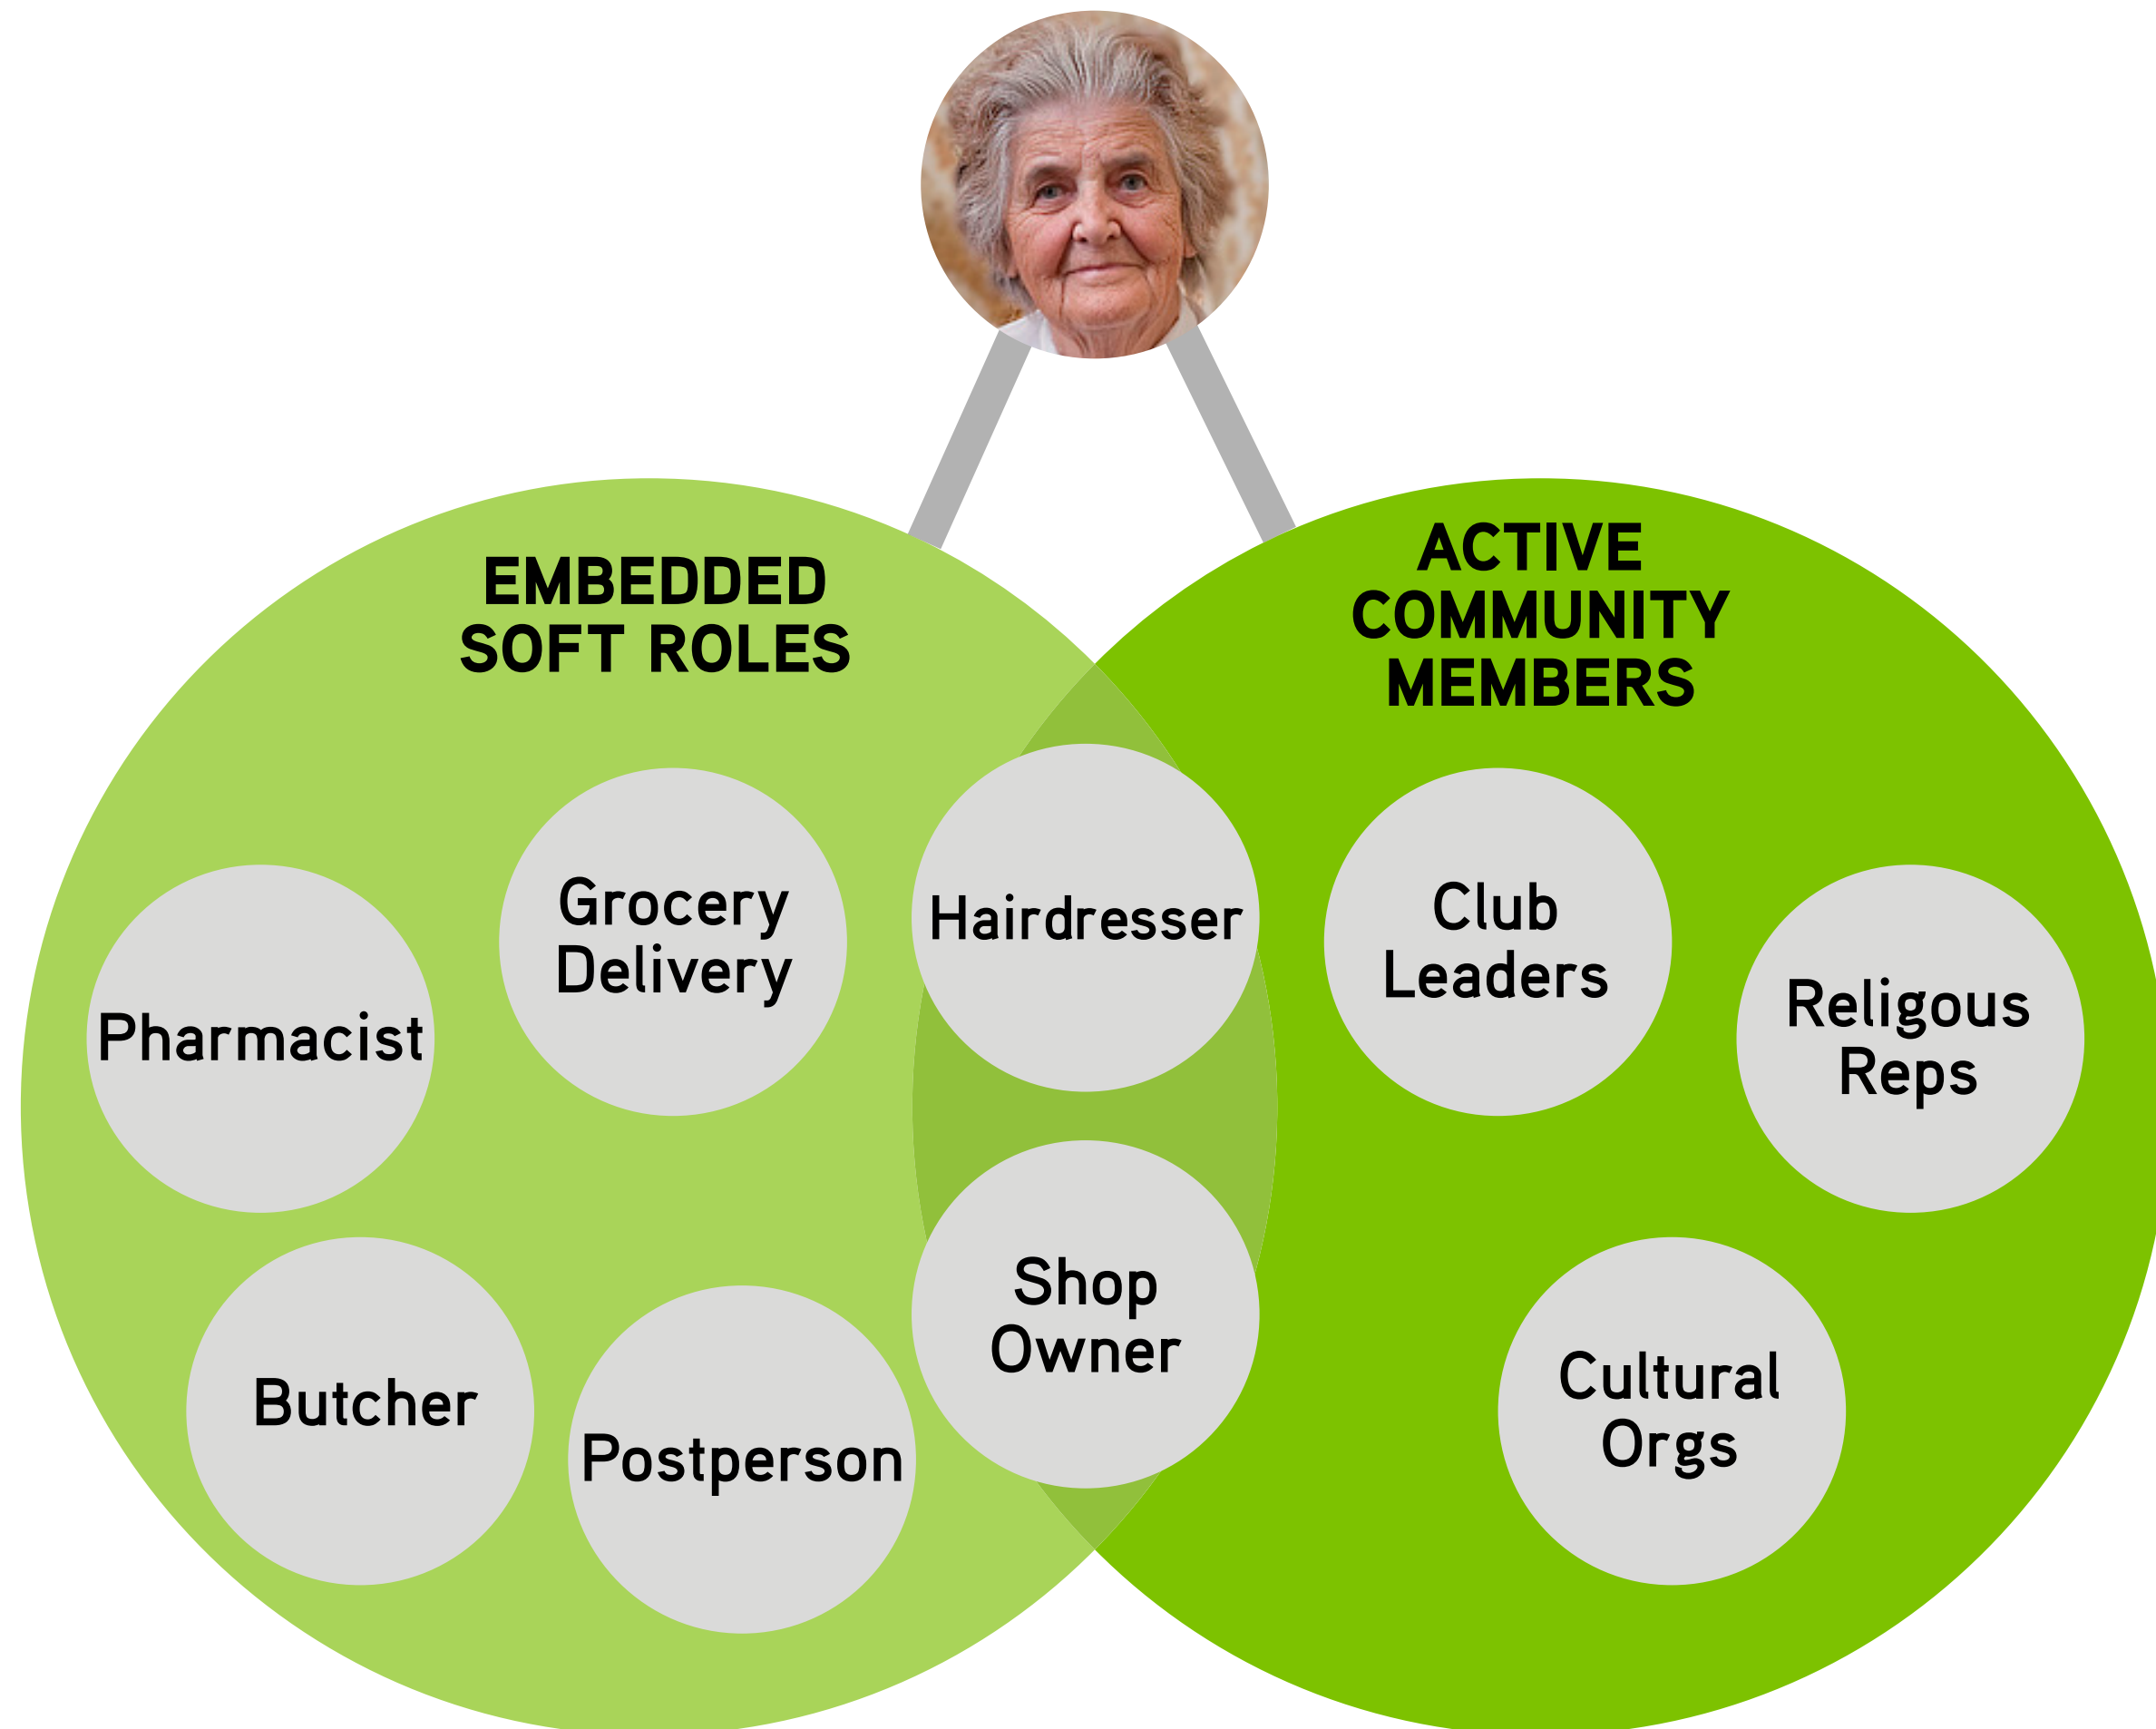 EMBEDDED
SOFT ROLES
ACTIVE
COMMUNITY
MEMBERS
Pharmacist
Grocery
Delivery
Hairdresser
Club
Leaders
Religous
Reps
Butcher
Postperson
Shop
Owner
Cultural
Orgs